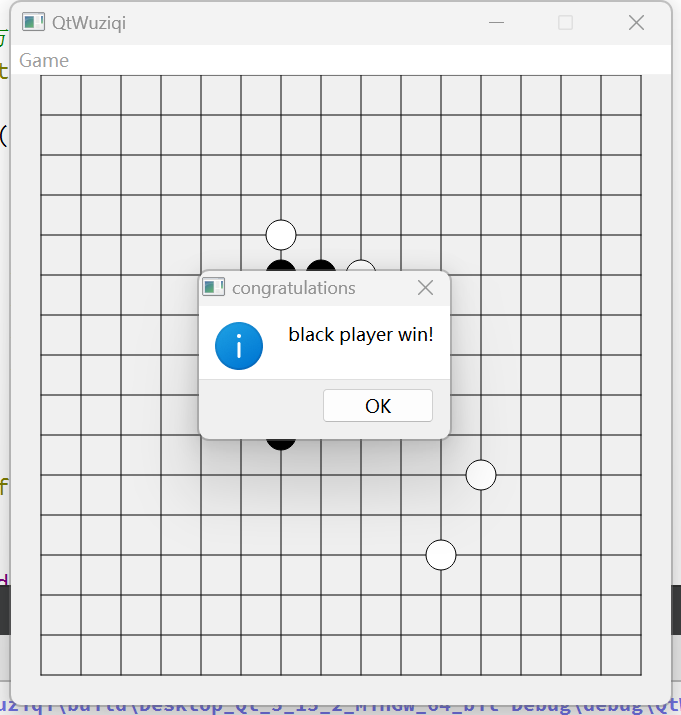 QtWuziqi
Game
congratulations
black player win!
OK